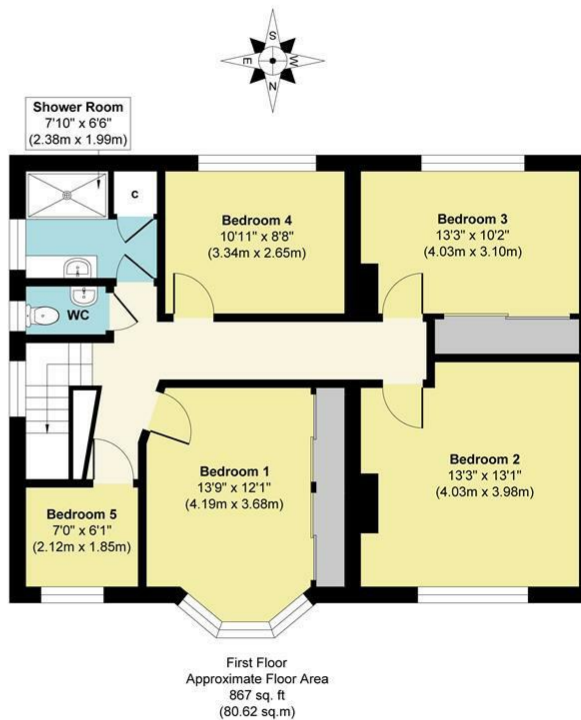 S
E
W
N
Shower Room
7'10" x 6'6"
(2.38m x 1.99m)
c
Bedroom 4
10'11" x 8'8"
(3.34m x 2.65m)
Bedroom 3
13'3" x 10'2"
(4.03m x 3.10m)
WC
Bedroom 1
13'9" x 12'1"
(4.19m x 3.68m)
Bedroom 2
13'3" x 13'1"
(4.03m x 3.98m)
Bedroom 5
7'0" x 6'1"
(2.12m x 1.85m)
First Floor
Approximate Floor Area
867 sq. ft
(80.62 sq.m)